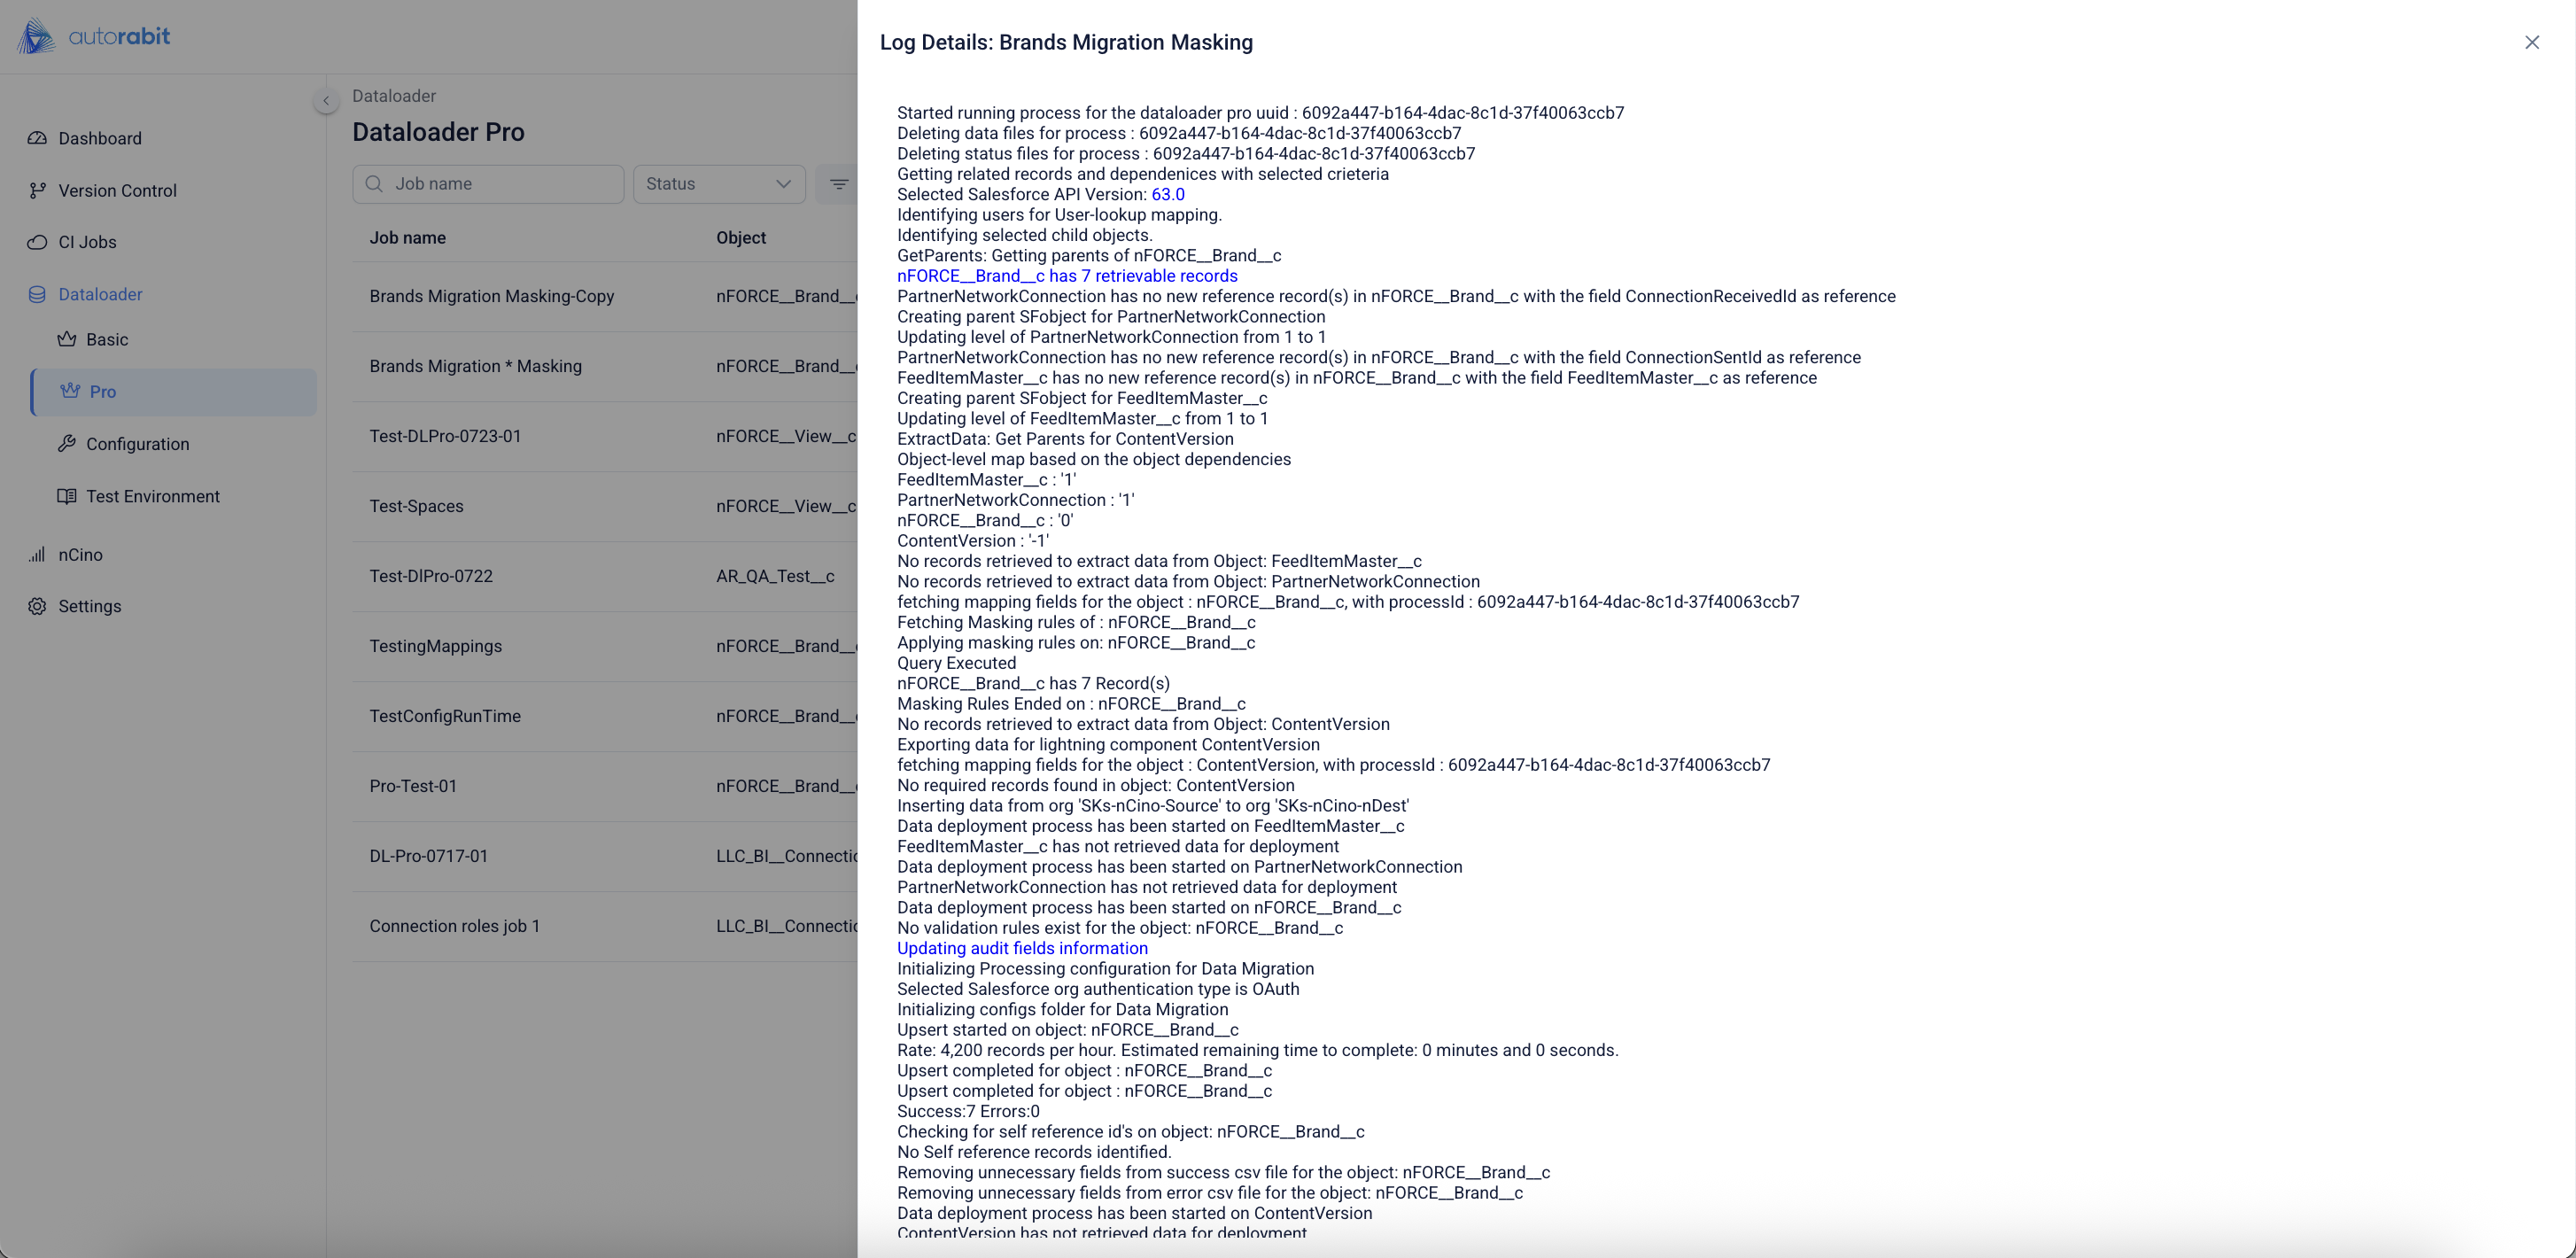 autorabit
Dashboard
Version Control
CI Jobs
Dataloader
Basic
Pro
Configuration
Test Environment
nCino
Settings
Dataloader
Dataloader Pro
Job name
Status
Job name Object
Brands Migration Masking-Copy nFORCE__Brand__c
Brands Migration * Masking nFORCE__Brand__c
Test-DLPro-0723-01 nFORCE__View__c
Test-Spaces nFORCE__View__c
Test-DlPro-0722 AR_QA_Test__c
TestingMappings nFORCE__Brand__c
TestConfigRunTime nFORCE__Brand__c
Pro-Test-01 nFORCE__Brand__c
DL-Pro-0717-01 LLC_BI__Connectio
Connection roles job 1 LLC_BI__Connectio
Log Details: Brands Migration Masking
Started running process for the dataloader pro uuid : 6092a447-b164-4dac-8c1d-37f40063ccb7
Deleting data files for process : 6092a447-b164-4dac-8c1d-37f40063ccb7
Deleting status files for process : 6092a447-b164-4dac-8c1d-37f40063ccb7
Getting related records and dependenices with selected crieteria
Selected Salesforce API Version: 63.0
Identifying users for User-lookup mapping.
Identifying selected child objects.
GetParents: Getting parents of nFORCE__Brand__c
nFORCE__Brand__c has 7 retrievable records
PartnerNetworkConnection has no new reference record(s) in nFORCE__Brand__c with the field ConnectionReceivedId as reference
Creating parent SFobject for PartnerNetworkConnection
Updating level of PartnerNetworkConnection from 1 to 1
PartnerNetworkConnection has no new reference record(s) in nFORCE__Brand__c with the field ConnectionSentId as reference
FeedItemMaster__c has no new reference record(s) in nFORCE__Brand__c with the field FeedItemMaster__c as reference
Creating parent SFobject for FeedItemMaster__c
Updating level of FeedItemMaster__c from 1 to 1
ExtractData: Get Parents for ContentVersion
Object-level map based on the object dependencies
FeedItemMaster__c : '1'
PartnerNetworkConnection : '1'
nFORCE__Brand__c : '0'
ContentVersion : '-1'
No records retrieved to extract data from Object: FeedItemMaster__c
No records retrieved to extract data from Object: PartnerNetworkConnection
fetching mapping fields for the object : nFORCE__Brand__c, with processId : 6092a447-b164-4dac-8c1d-37f40063ccb7
Fetching Masking rules of : nFORCE__Brand__c
Applying masking rules on: nFORCE__Brand__c
Query Executed
nFORCE__Brand__c has 7 Record(s)
Masking Rules Ended on : nFORCE__Brand__c
No records retrieved to extract data from Object: ContentVersion
Exporting data for lightning component ContentVersion
fetching mapping fields for the object : ContentVersion, with processId : 6092a447-b164-4dac-8c1d-37f40063ccb7
No required records found in object: ContentVersion
Inserting data from org 'SKs-nCino-Source' to org 'SKs-nCino-nDest'
Data deployment process has been started on FeedItemMaster__c
FeedItemMaster__c has not retrieved data for deployment
Data deployment process has been started on PartnerNetworkConnection
PartnerNetworkConnection has not retrieved data for deployment
Data deployment process has been started on nFORCE__Brand__c
No validation rules exist for the object: nFORCE__Brand__c
Updating audit fields information
Initializing Processing configuration for Data Migration
Selected Salesforce org authentication type is OAuth
Initializing configs folder for Data Migration
Upsert started on object: nFORCE__Brand__c
Rate: 4,200 records per hour. Estimated remaining time to complete: 0 minutes and 0 seconds.
Upsert completed for object : nFORCE__Brand__c
Upsert completed for object : nFORCE__Brand__c
Success:7 Errors:0
Checking for self reference id's on object: nFORCE__Brand__c
No Self reference records identified.
Removing unnecessary fields from success csv file for the object: nFORCE__Brand__c
Removing unnecessary fields from error csv file for the object: nFORCE__Brand__c
Data deployment process has been started on ContentVersion
ContentVersion has not retrieved data for deployment